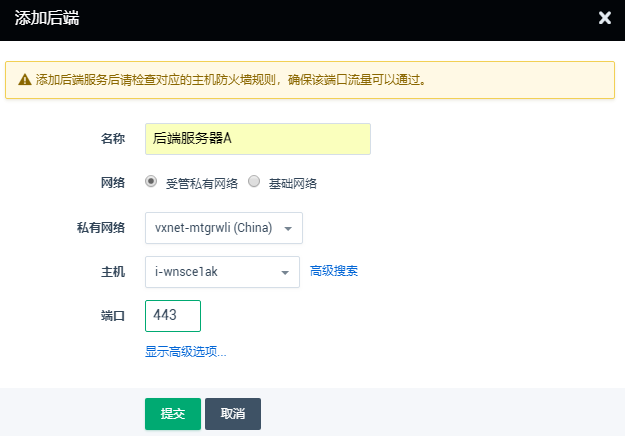 添加后端
添加后端服务后请检查对应的主机防火墙规则，确保该端口流量可以通过。
名称 后端服务器A
网络 受管私有网络 基础网络
私有网络 vxnet-mtgrwli (China)
主机 i-wnsce1ak 高级搜索
端口 443
显示高级选项...
提交 取消